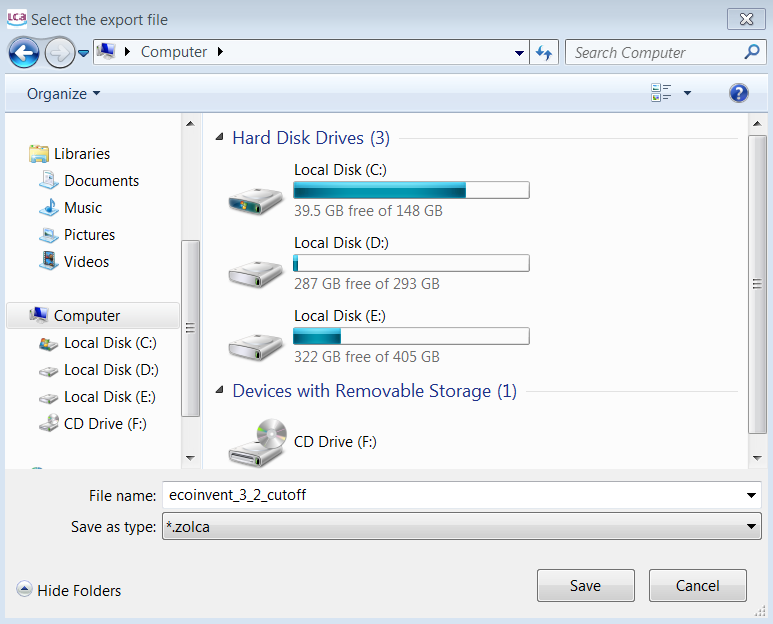 LCA Select the export file
Computer
Search Computer
Organize
?
Libraries
Documents
Music
Pictures
Videos
Computer
Local Disk (C:)
Local Disk (D:)
Local Disk (E:)
CD Drive (F:)
Hard Disk Drives (3)
Local Disk (C:)
39.5 GB free of 148 GB
Local Disk (D:)
287 GB free of 293 GB
Local Disk (E:)
322 GB free of 405 GB
Devices with Removable Storage (1)
CD Drive (F:)
File name: ecoinvent_3_2_cutoff
Save as type: *.zolca
Hide Folders
Save
Cancel